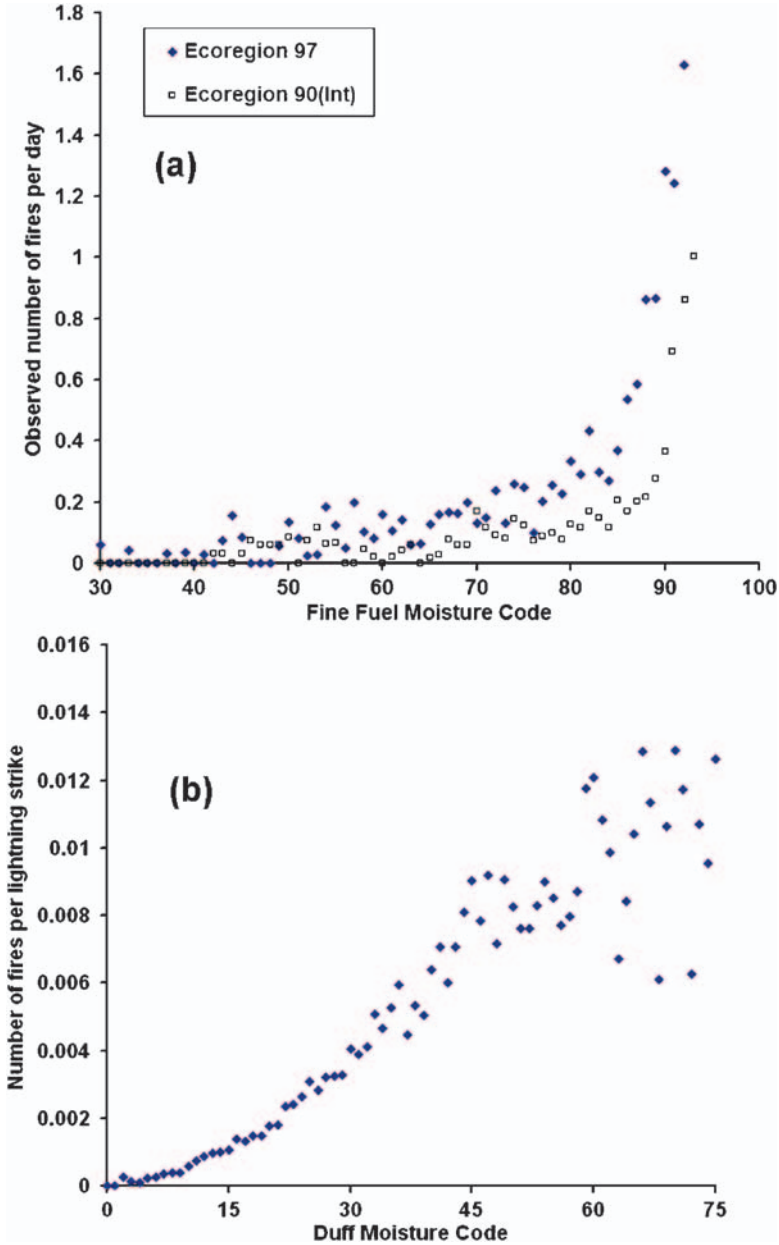 1.8
1.6
1.4
1.2
1
0.8
0.6
0.4
0.2
0
Observed number of fires per day
Ecoregion 97
Ecoregion 90(Int)
(a)
30 40 50 60 70 80 90 100
Fine Fuel Moisture Code
0.016
0.014
0.012
0.01
0.008
0.006
0.004
0.002
0
Number of fires per lightning strike
(b)
0 15 30 45 60 75
Duff Moisture Code